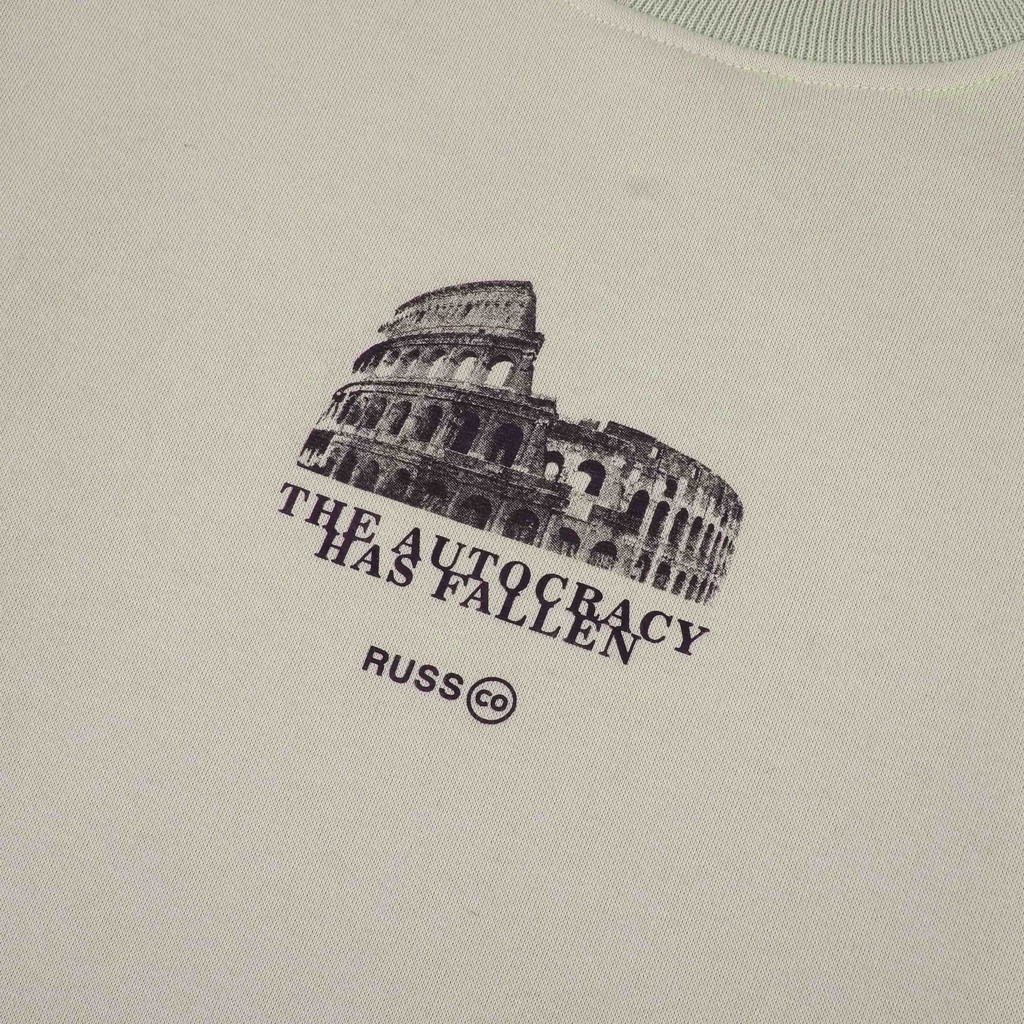 THE AUTOCRACY
HAS FALLEN
RUSS CO